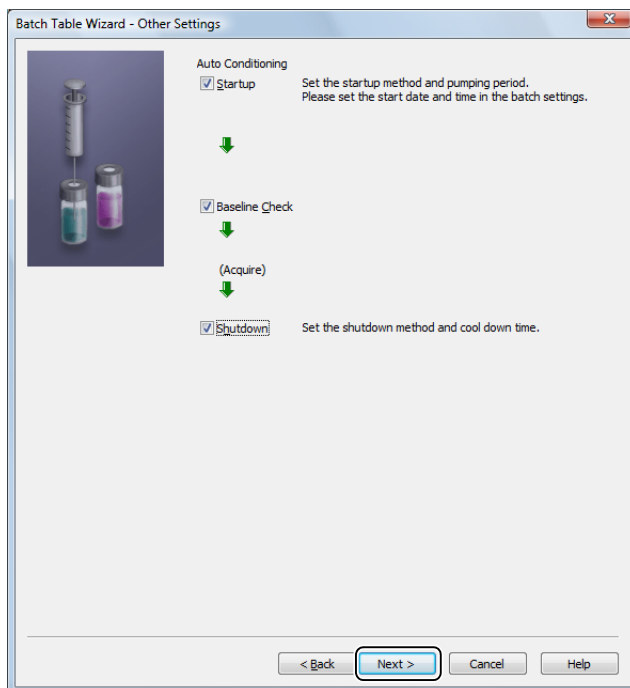 Batch Table Wizard - Other Settings
Auto Conditioning
Startup
Set the startup method and pumping period.
Please set the start date and time in the batch settings.
Baseline Check
(Acquire)
Shutdown
Set the shutdown method and cool down time.
< Back
Next >
Cancel
Help